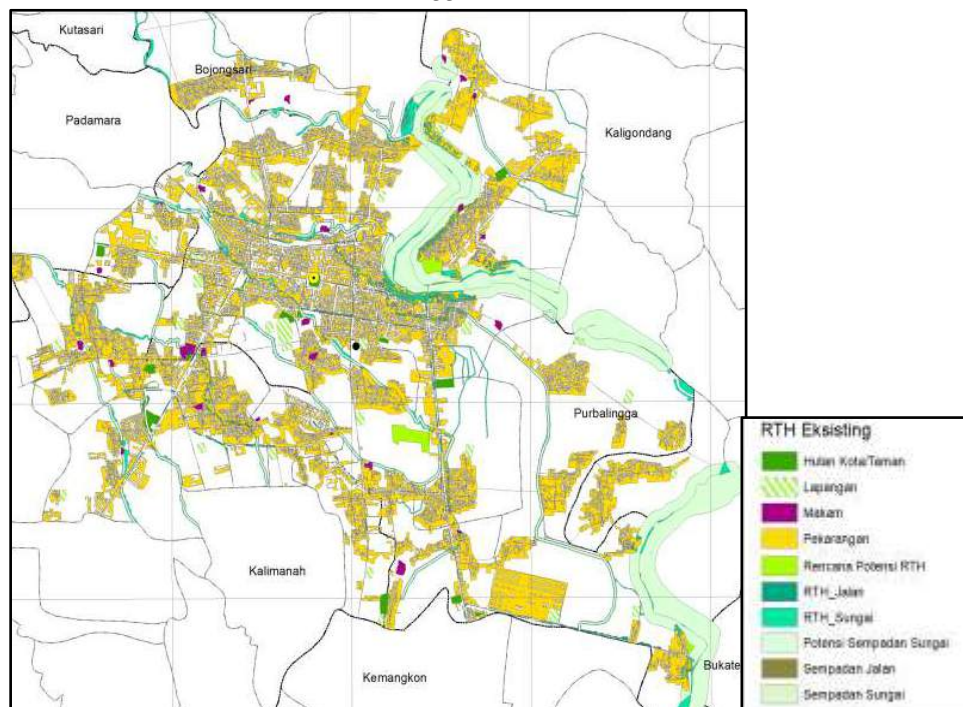 Kutasari
Bojongsari
Padamara
Kaligondang
Purbalingga
Kalimanah
Kemangkon
Bukate
RTH Eksisting
Hutan Kota/Taman
Lapangan
Makam
Pekarangan
Rencana Potensi RTH
RTH_Jalan
RTH_Sungai
Potensi Sempadan Sungai
Sempadan Jalan
Sempadan Sungai